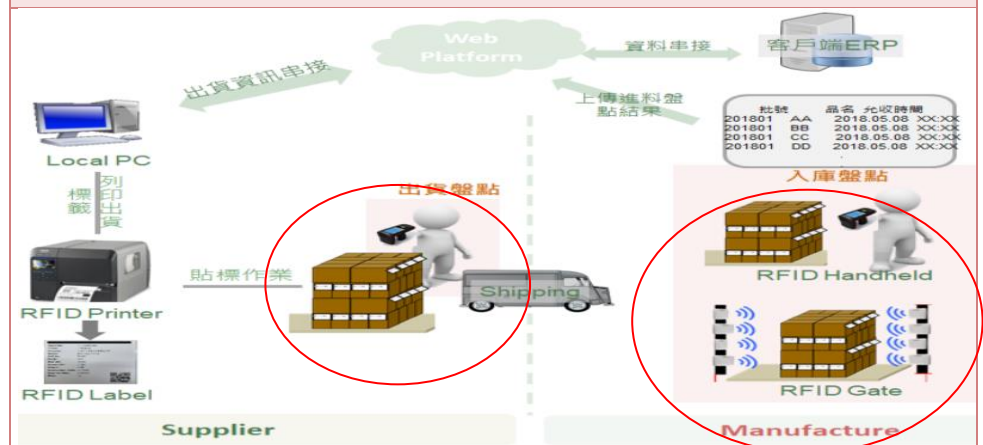 Web
Platform
資料串接
客戶端ERP
出貨資訊串接
上傳進料盤
點結果
批號 品名 允收時間
201801 AA 2018.05.08 XX:XX
201801 BB 2018.05.08 XX:XX
201801 CC 2018.05.08 XX:XX
201801 DD 2018.05.08 XX:XX
Local PC
列印出貨
標籤
出貨盤點
入庫盤點
RFID Handheld
貼標作業
Shipping
RFID Printer
RFID Label
RFID Gate
Supplier
Manufacture